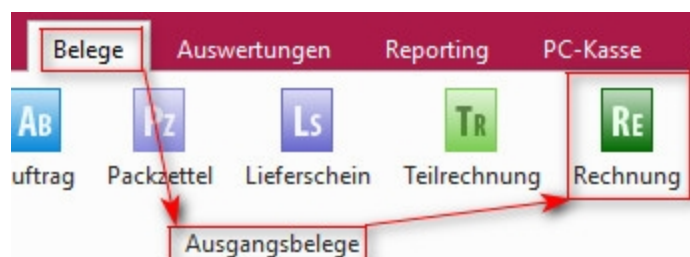 Belege Auswertungen Reporting PC-Kasse
AB PZ LS TR RE
uftrag Packzettel Lieferschein Teilrechnung Rechnung
Ausgangsbelege